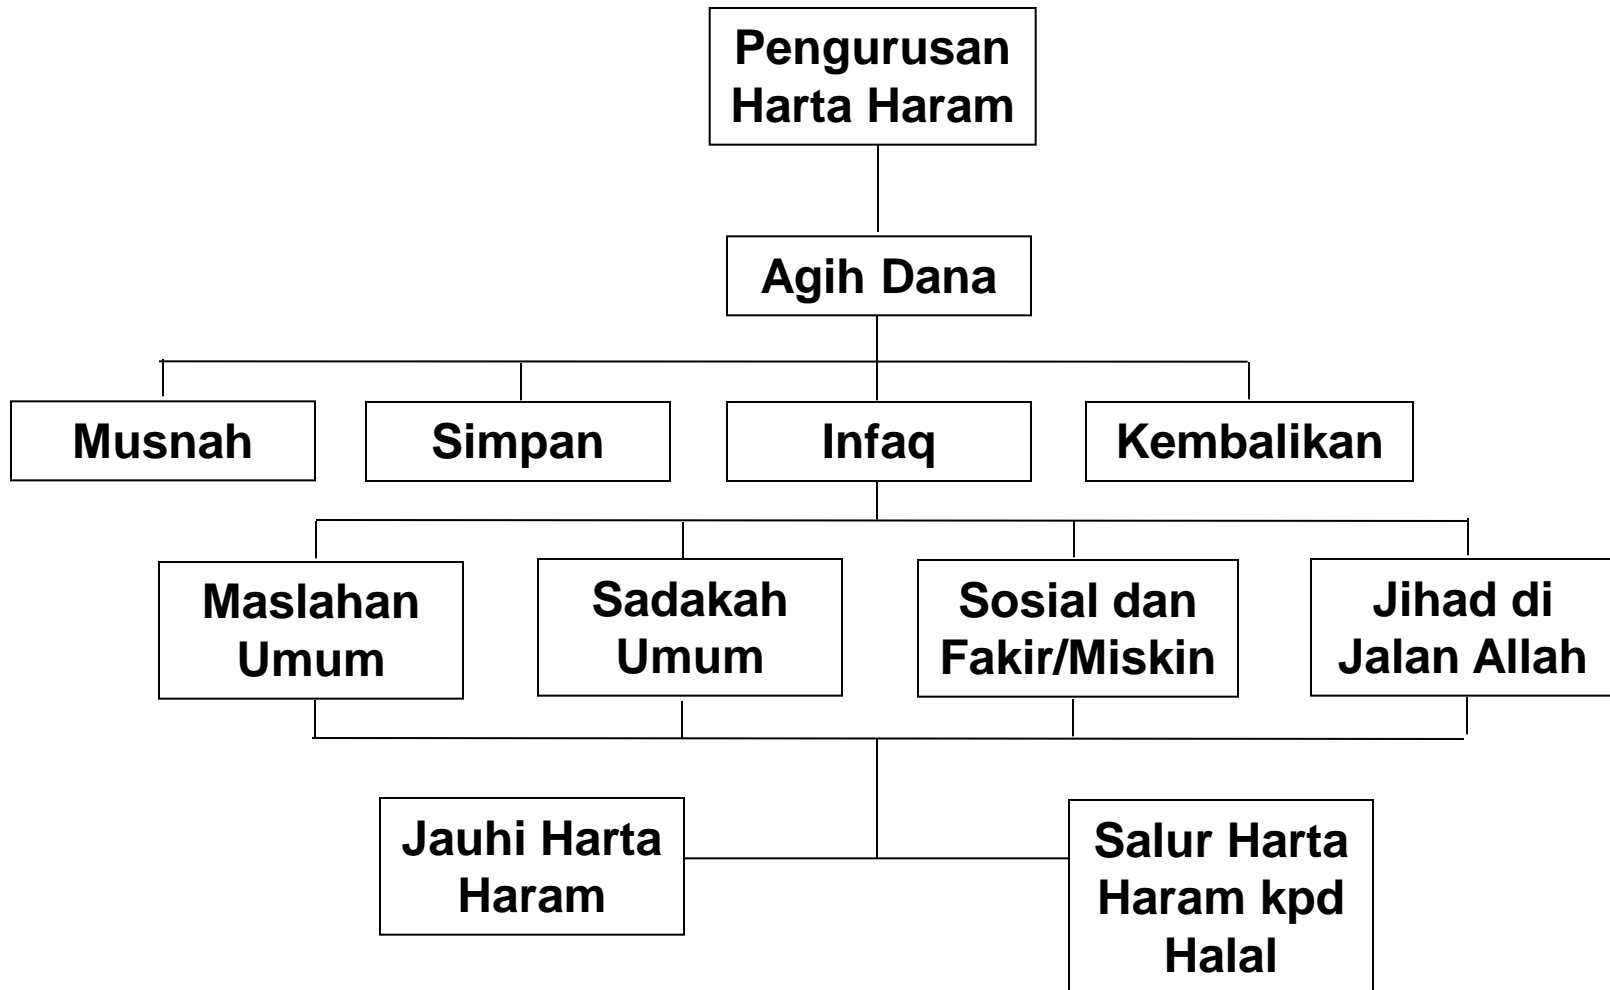 Pengurusan
Harta Haram
Agih Dana
Musnah
Simpan
Infaq
Kembalikan
Maslahan
Umum
Sadakah
Umum
Sosial dan
Fakir/Miskin
Jihad di
Jalan Allah
Jauhi Harta
Haram
Salur Harta
Haram kpd
Halal